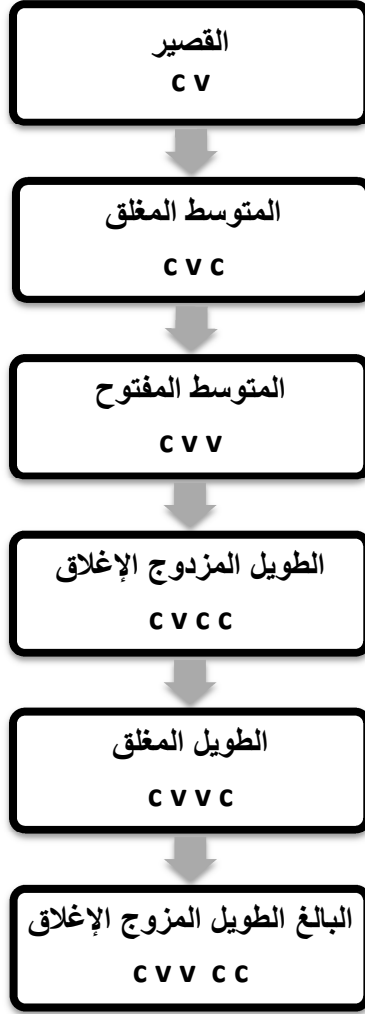 القصير
c v
المتوسط المغلق
c v c
المتوسط المفتوح
c v v
الطويل المزدوج الإغلاق
c v c c
الطويل المغلق
c v v c
البالغ الطويل المزوج الإغلاق
c v v c c